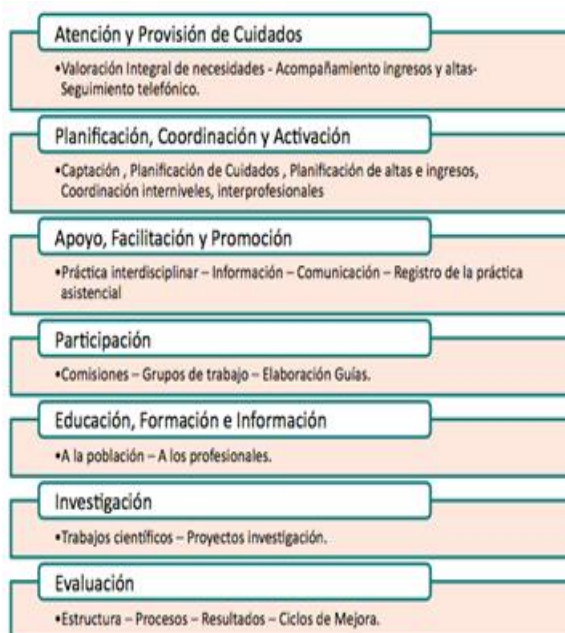 Atención y Provisión de Cuidados
•Valoración Integral de necesidades - Acompañamiento ingresos y altas-
Seguimiento telefónico.
Planificación, Coordinación y Activación
•Captación , Planificación de Cuidados , Planificación de altas e ingresos,
Coordinación interniveles, interprofesionales
Apoyo, Facilitación y Promoción
•Práctica interdisciplinar – Información – Comunicación – Registro de la práctica
asistencial
Participación
•Comisiones – Grupos de trabajo – Elaboración Guías.
Educación, Formación e Información
•A la población – A los profesionales.
Investigación
•Trabajos científicos – Proyectos investigación.
Evaluación
•Estructura – Procesos – Resultados – Ciclos de Mejora.